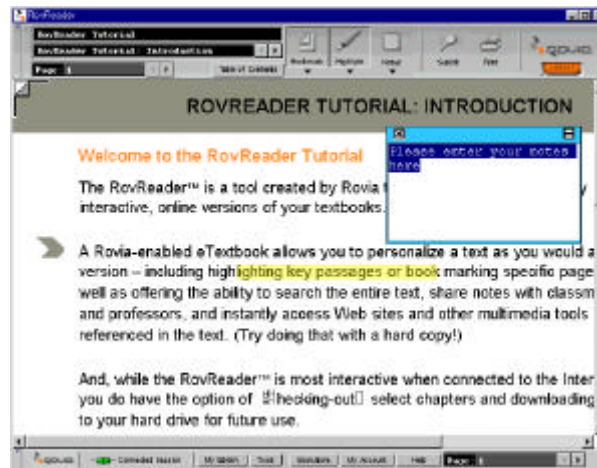 RovReader
RovReader Tutorial
RovReader Tutorial: Introduction
Page 1
Table of Contents
Bookmark Highlight Notes Search Print
ROVREADER TUTORIAL: INTRODUCTION
Please enter your notes
here
Welcome to the RovReader Tutorial
The RovReader™ is a tool created by Rovia
interactive, online versions of your textbooks.
A Rovia-enabled eTextbook allows you to personalize a text as you would a
version – including highlighting key passages or book marking specific page
well as offering the ability to search the entire text, share notes with classm
and professors, and instantly access Web sites and other multimedia tools
referenced in the text. (Try doing that with a hard copy!)
And, while the RovReader™ is most interactive when connected to the Inter
you do have the option of hecking-out select chapters and downloading
to your hard drive for future use.
Connected Session My Account Help Page 1